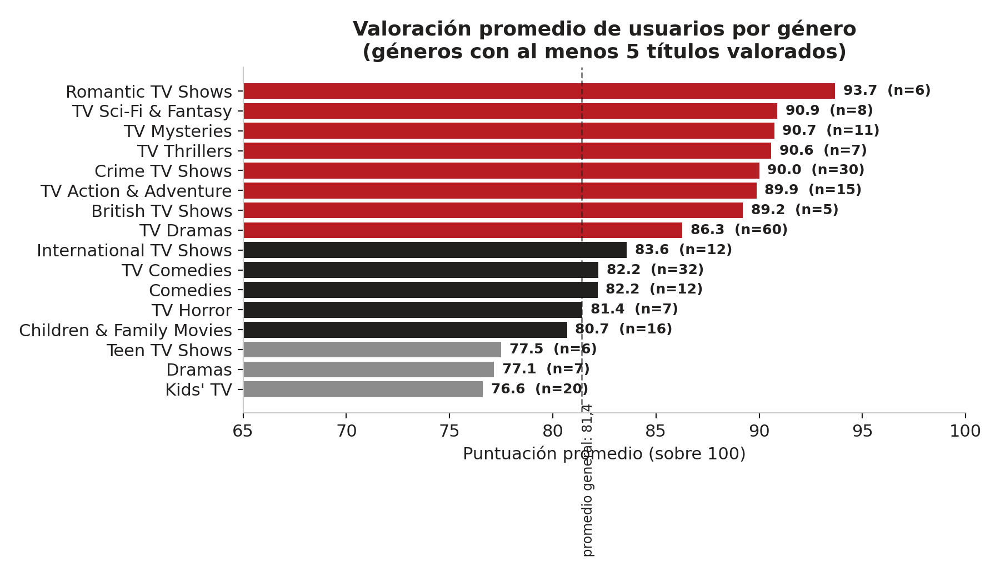 Valoración promedio de usuarios por género
(géneros con al menos 5 títulos valorados)
Romantic TV Shows 93.7 (n=6)
TV Sci-Fi & Fantasy 90.9 (n=8)
TV Mysteries 90.7 (n=11)
TV Thrillers 90.6 (n=7)
Crime TV Shows 90.0 (n=30)
TV Action & Adventure 89.9 (n=15)
British TV Shows 89.2 (n=5)
TV Dramas 86.3 (n=60)
International TV Shows 83.6 (n=12)
TV Comedies 82.2 (n=32)
Comedies 82.2 (n=12)
TV Horror 81.4 (n=7)
Children & Family Movies 80.7 (n=16)
Teen TV Shows 77.5 (n=6)
Dramas 77.1 (n=7)
Kids' TV 76.6 (n=20)
65 70 75 80 85 90 95 100
Puntuación promedio (sobre 100)
promedio general: 81,4